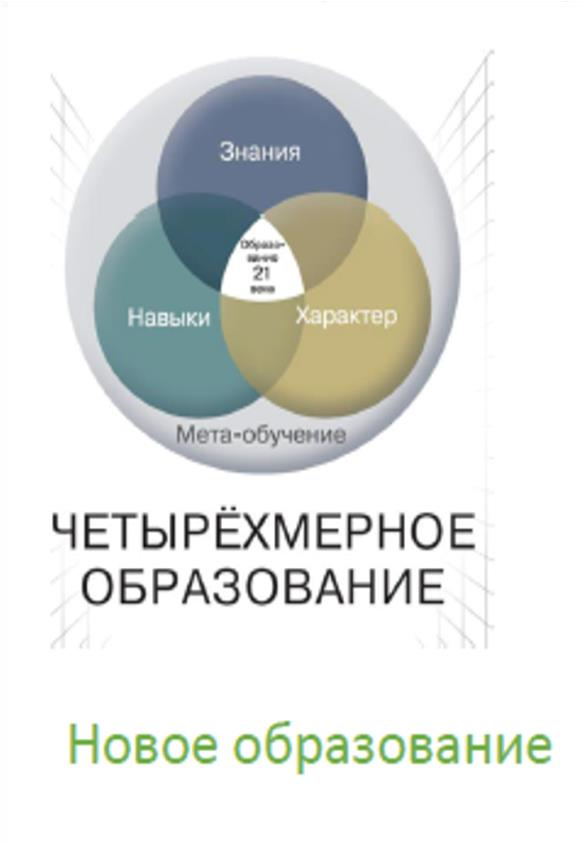 Знания
Образо-
вание
21
века
Навыки
Характер
Мета-обучение
ЧЕТЫРЁХМЕРНОЕ
ОБРАЗОВАНИЕ
Новое образование